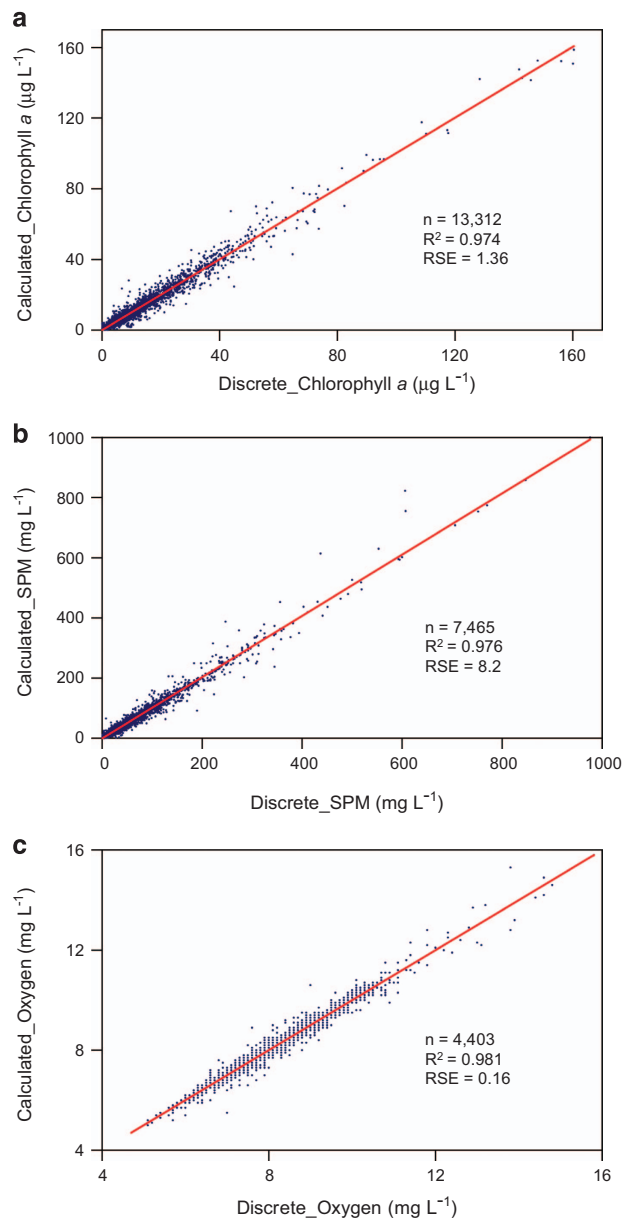 a
160
120
80
40
0
Calculated_Chlorophyll a (µg L⁻¹)
n = 13,312
R² = 0.974
RSE = 1.36
0 40 80 120 160
Discrete_Chlorophyll a (µg L⁻¹)
b
1000
800
600
400
200
0
Calculated_SPM (mg L⁻¹)
n = 7,465
R² = 0.976
RSE = 8.2
0 200 400 600 800 1000
Discrete_SPM (mg L⁻¹)
c
16
12
8
4
Calculated_Oxygen (mg L⁻¹)
n = 4,403
R² = 0.981
RSE = 0.16
4 8 12 16
Discrete_Oxygen (mg L⁻¹)